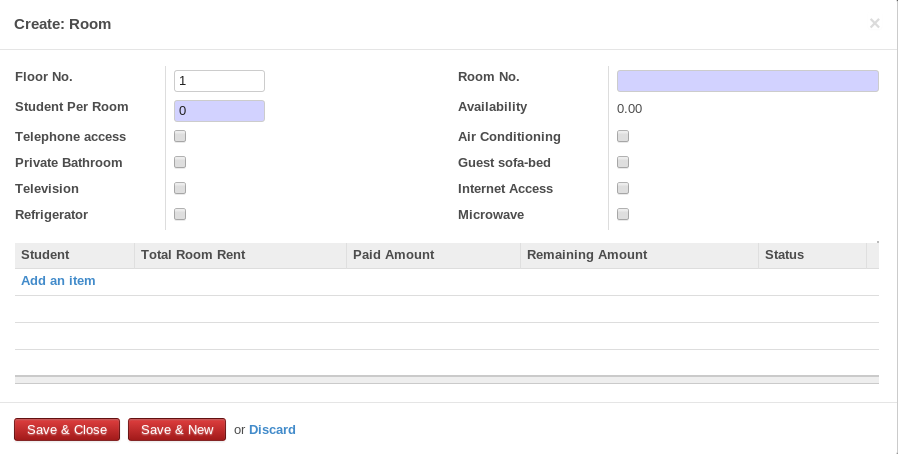 Create: Room ×
Floor No. 1 Room No.
Student Per Room 0 Availability 0.00
Telephone access Air Conditioning
Private Bathroom Guest sofa-bed
Television Internet Access
Refrigerator Microwave
Student Total Room Rent Paid Amount Remaining Amount Status
Add an item
Save & Close Save & New or Discard